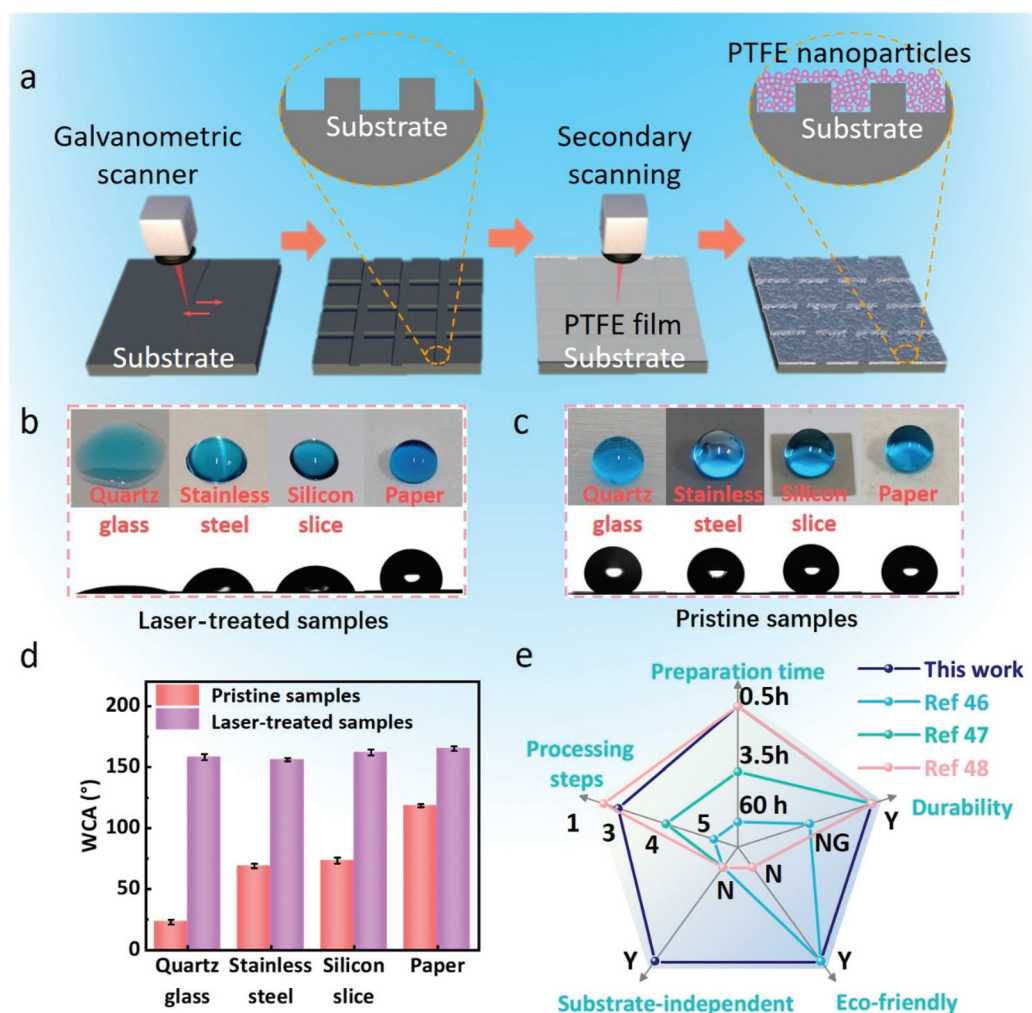 a
Galvanometric
scanner
Substrate
Substrate
Secondary
scanning
PTFE film
Substrate
PTFE nanoparticles
Substrate
b
Quartz
glass
Stainless
steel
Silicon
slice
Paper
Laser-treated samples
c
Quartz
glass
Stainless
steel
Silicon
slice
Paper
Pristine samples
d
Pristine samples
Laser-treated samples
WCA (°)
200
150
100
50
0
Quartz
glass
Stainless
steel
Silicon
slice
Paper
e
This work
Ref 46
Ref 47
Ref 48
Preparation time
0.5h
3.5h
60 h
Processing
steps
1
3
4
5
Durability
Y
NG
N
N
Y
Y
Substrate-independent
Eco-friendly